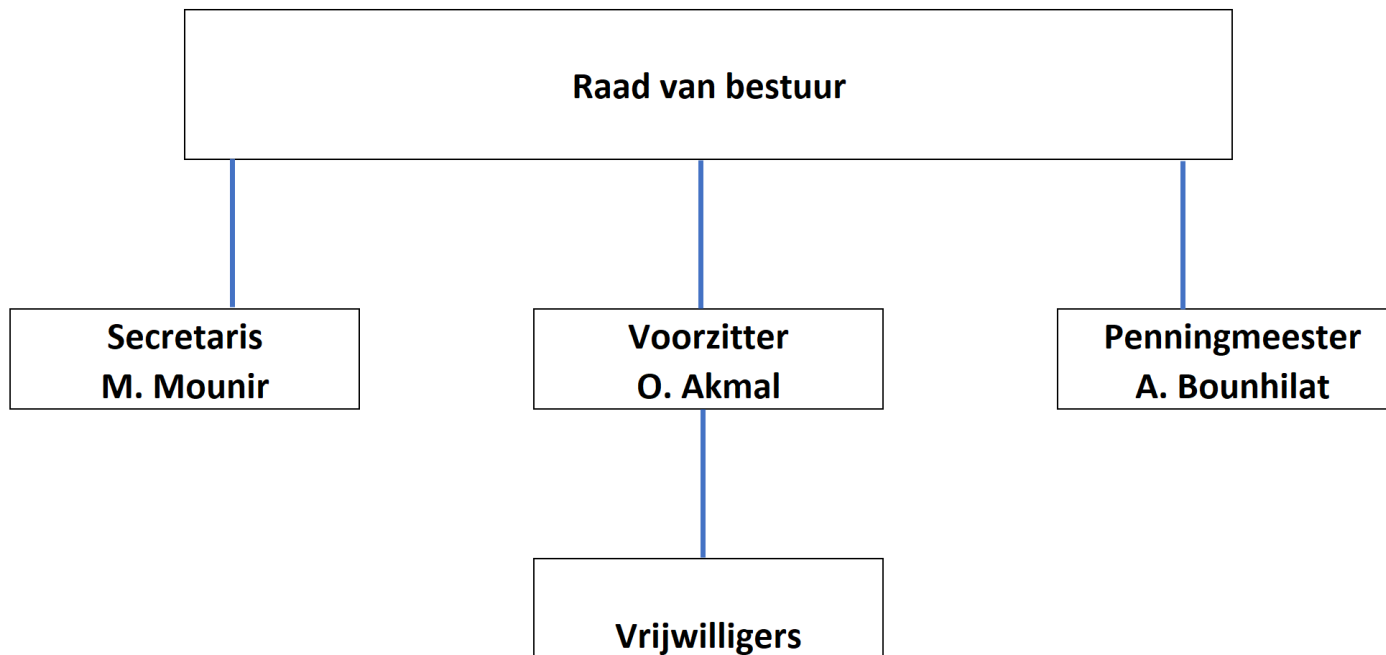 Raad van bestuur
Secretaris
M. Mounir
Voorzitter
O. Akmal
Penningmeester
A. Bounhilat
Vrijwilligers